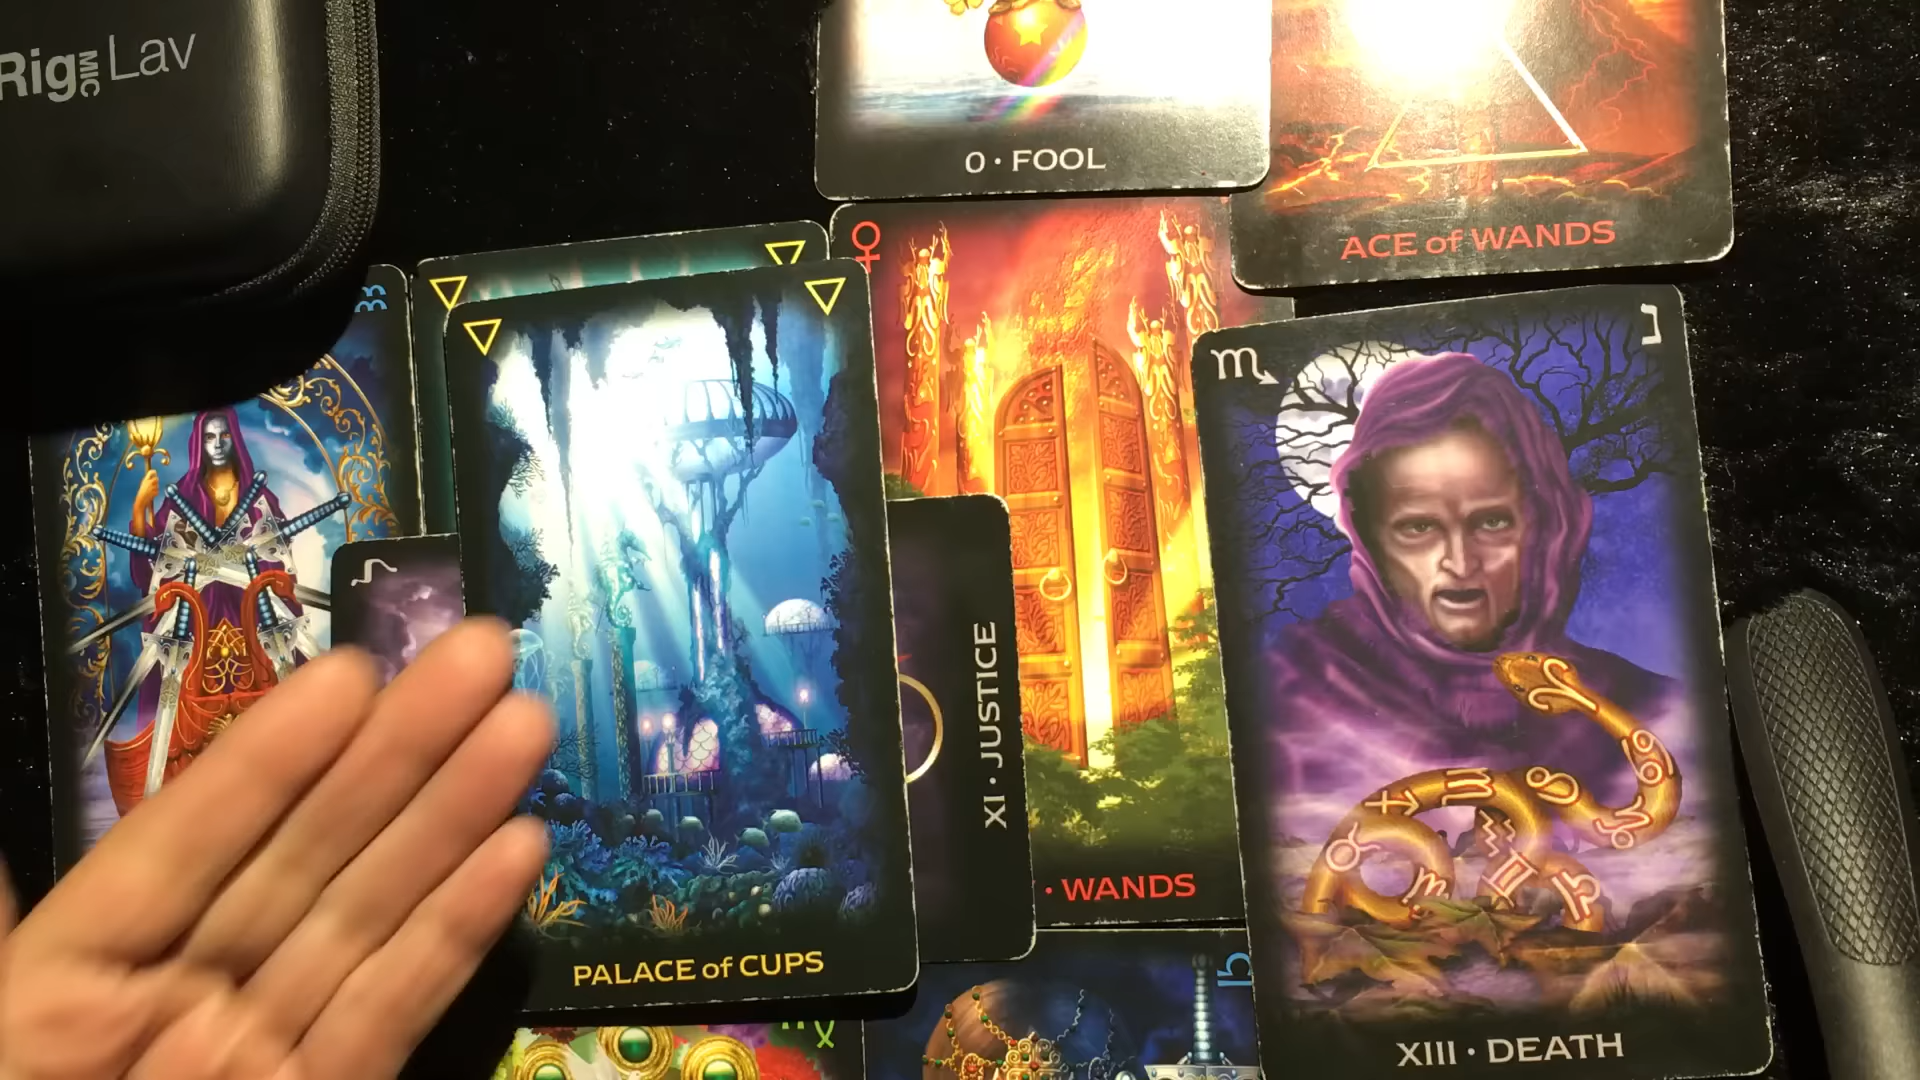 Rig MIC Lav
0 • FOOL
ACE of WANDS
XI • JUSTICE
• WANDS
PALACE of CUPS
XIII • DEATH